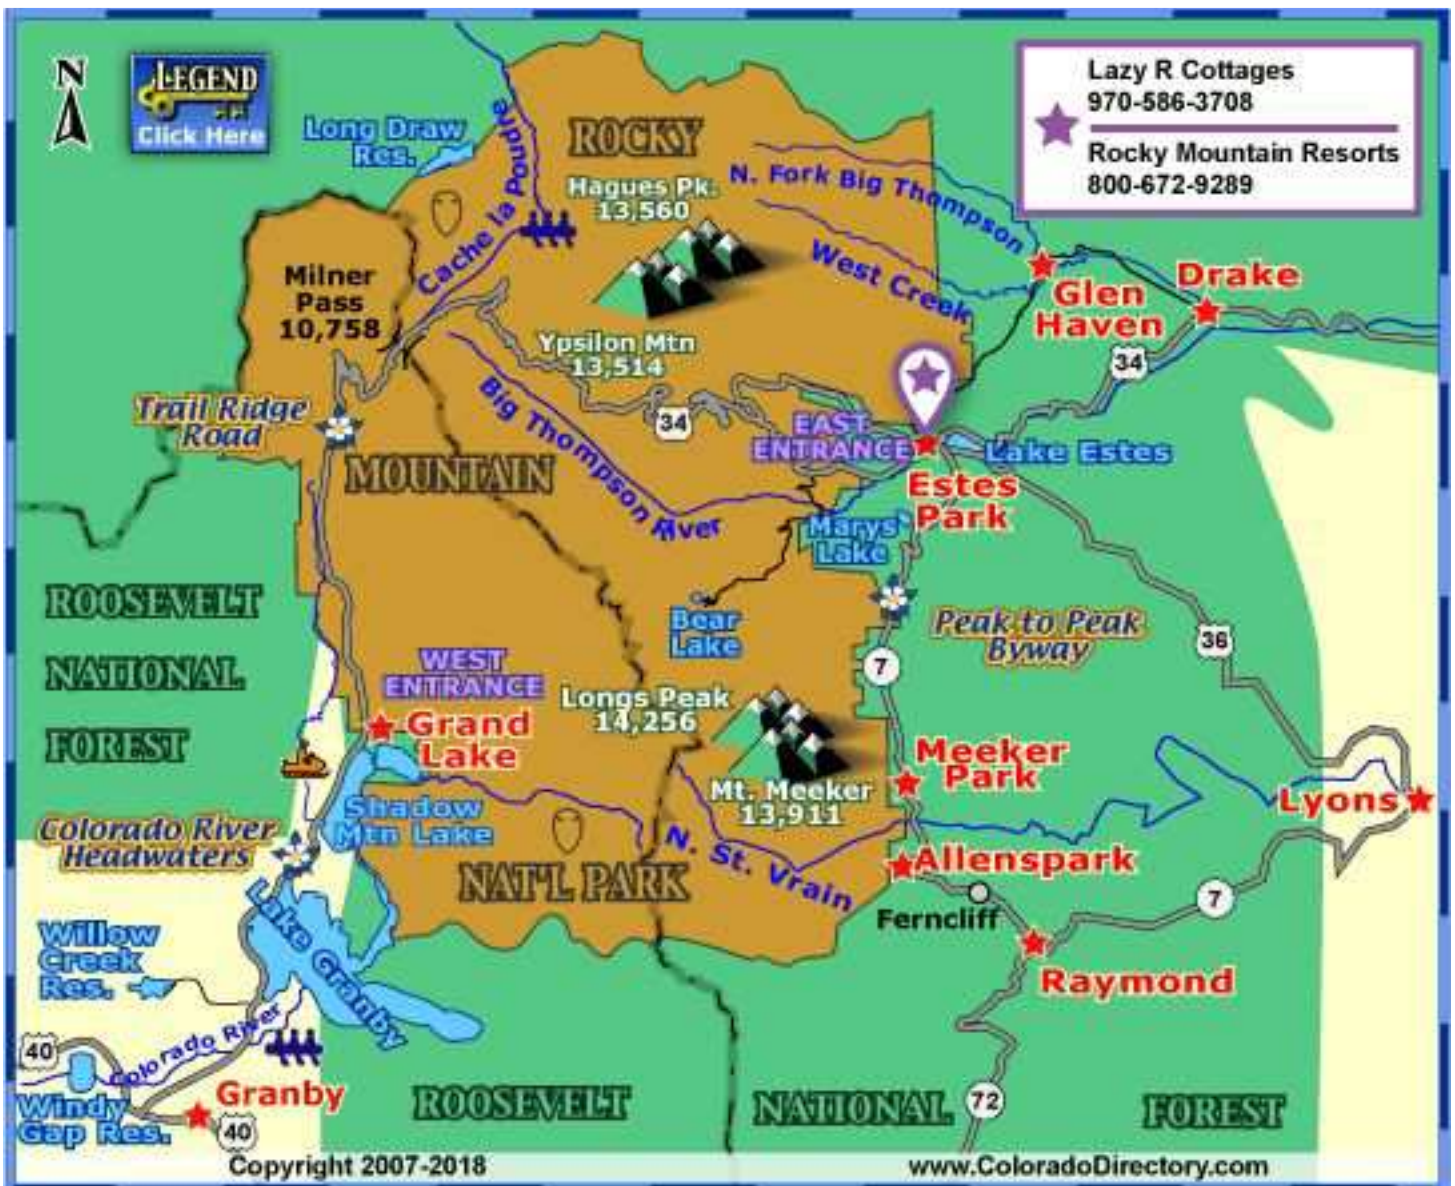 N
LEGEND
Click Here
Lazy R Cottages
970-586-3708
Rocky Mountain Resorts
800-672-9289
Long Draw
Res.
Cache la Poudre
ROCKY
Hagues Pk.
13,560
N. Fork Big Thompson
West Creek
Glen
Haven
Drake
34
Milner
Pass
10,758
Ypsilon Mtn
13,514
Trail Ridge
Road
34
Big Thompson River
EAST
ENTRANCE
Lake Estes
Estes
Park
MOUNTAIN
Marys
Lake
ROOSEVELT
NATIONAL
FOREST
Bear
Lake
Peak to Peak
Byway
36
7
WEST
ENTRANCE
Grand
Lake
Longs Peak
14,256
Meeker
Park
Mt. Meeker
13,911
Lyons
Shadow
Mtn Lake
Colorado River
Headwaters
N. St. Vrain
Allenspark
NAT'L PARK
Ferncliff
7
Raymond
Lake Granby
Willow
Creek
Res.
Colorado River
40
Windy
Gap Res.
Granby
40
ROOSEVELT
NATIONAL
FOREST
72
Copyright 2007-2018
www.ColoradoDirectory.com